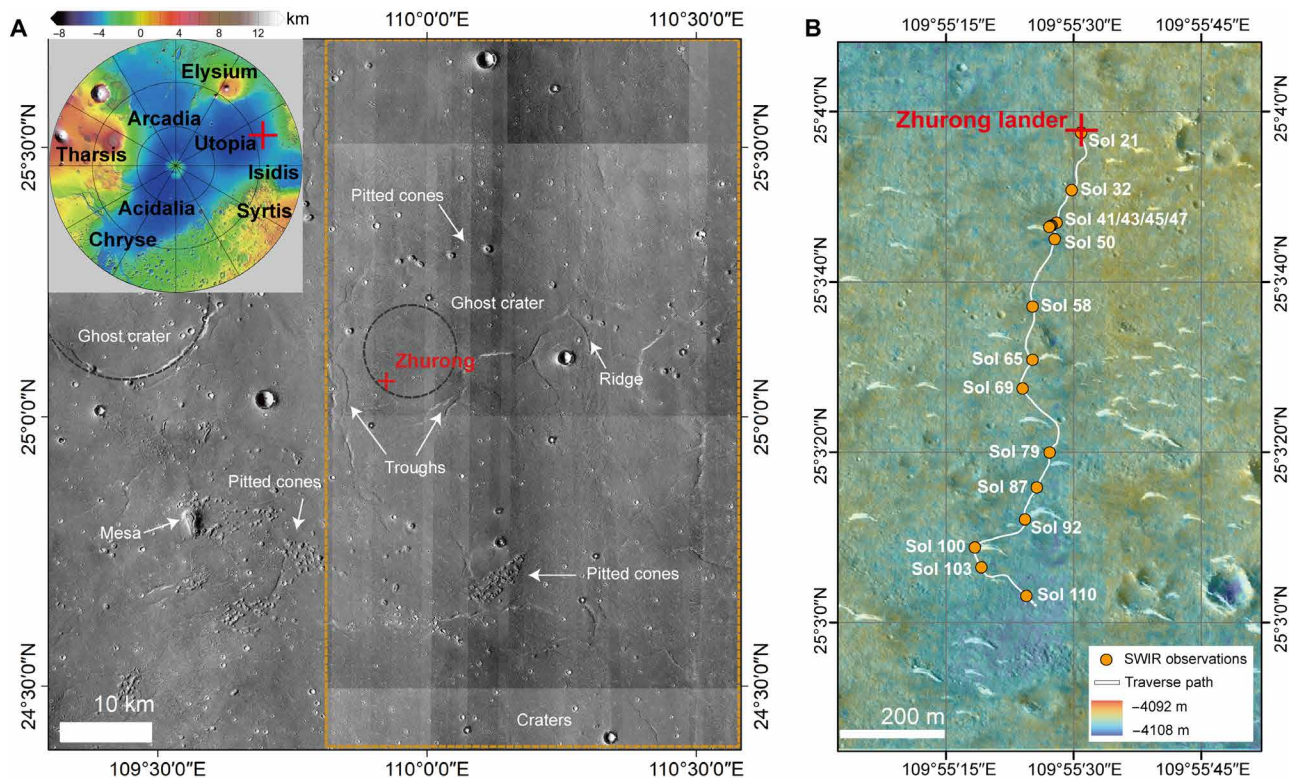 A
km
−8
−4
0
4
8
12
Elysium
Arcadia
Utopia
Tharsis
Isidis
Acidalia
Syrtis
Chryse
110°0′0″E
25°30′0″N
25°0′0″N
24°30′0″N
Pitted cones
Ghost crater
Ghost crater
Zhurong
Ridge
Troughs
Pitted cones
Mesa
Pitted cones
10 km
Craters
25°30′0″N
25°0′0″N
24°30′0″N
109°30′0″E
110°0′0″E
110°30′0″E
B
109°55′15″E
109°55′30″E
109°55′45″E
25°4′0″N
25°3′40″N
25°3′20″N
25°3′0″N
Zhurong lander
Sol 21
Sol 32
Sol 41/43/45/47
Sol 50
Sol 58
Sol 65
Sol 69
Sol 79
Sol 87
Sol 92
Sol 100
Sol 103
Sol 110
SWIR observations
Traverse path
−4092 m
−4108 m
200 m
25°4′0″N
25°3′40″N
25°3′20″N
25°3′0″N
109°55′15″E
109°55′30″E
109°55′45″E